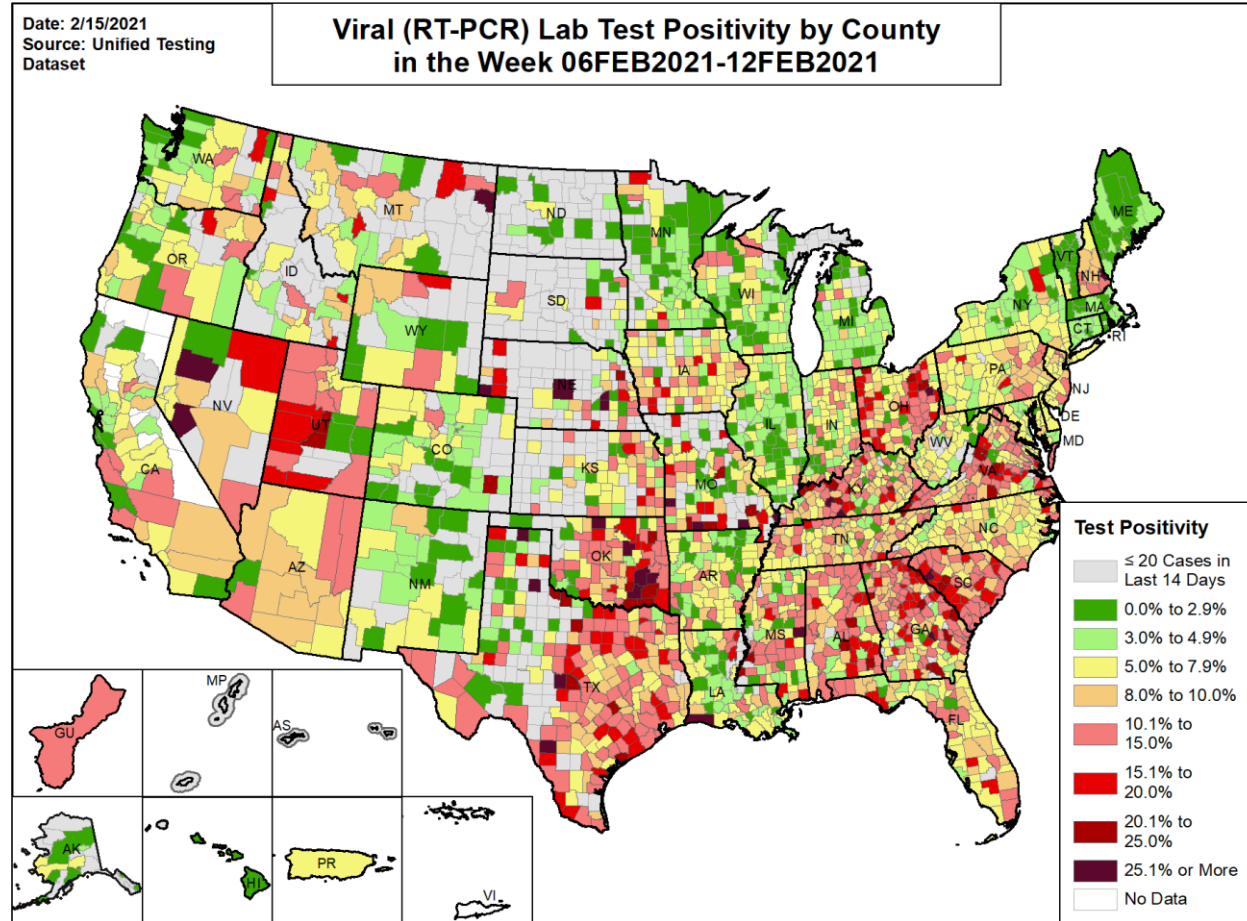 Date: 2/15/2021
Source: Unified Testing
Dataset
Viral (RT-PCR) Lab Test Positivity by County
in the Week 06FEB2021-12FEB2021
WA
MT
ND
MN
ME
OR
ID
SD
WI
VT
NH
NY
MA
CT
RI
WY
MI
IA
PA
NJ
NV
NE
OH
DE
MD
UT
CO
IL
IN
WV
VA
CA
KS
MO
KY
NC
TN
AZ
NM
OK
AR
SC
MS
AL
GA
TX
LA
FL
GU
MP
AS
AK
HI
PR
VI
Test Positivity
≤ 20 Cases in
Last 14 Days
0.0% to 2.9%
3.0% to 4.9%
5.0% to 7.9%
8.0% to 10.0%
10.1% to
15.0%
15.1% to
20.0%
20.1% to
25.0%
25.1% or More
No Data